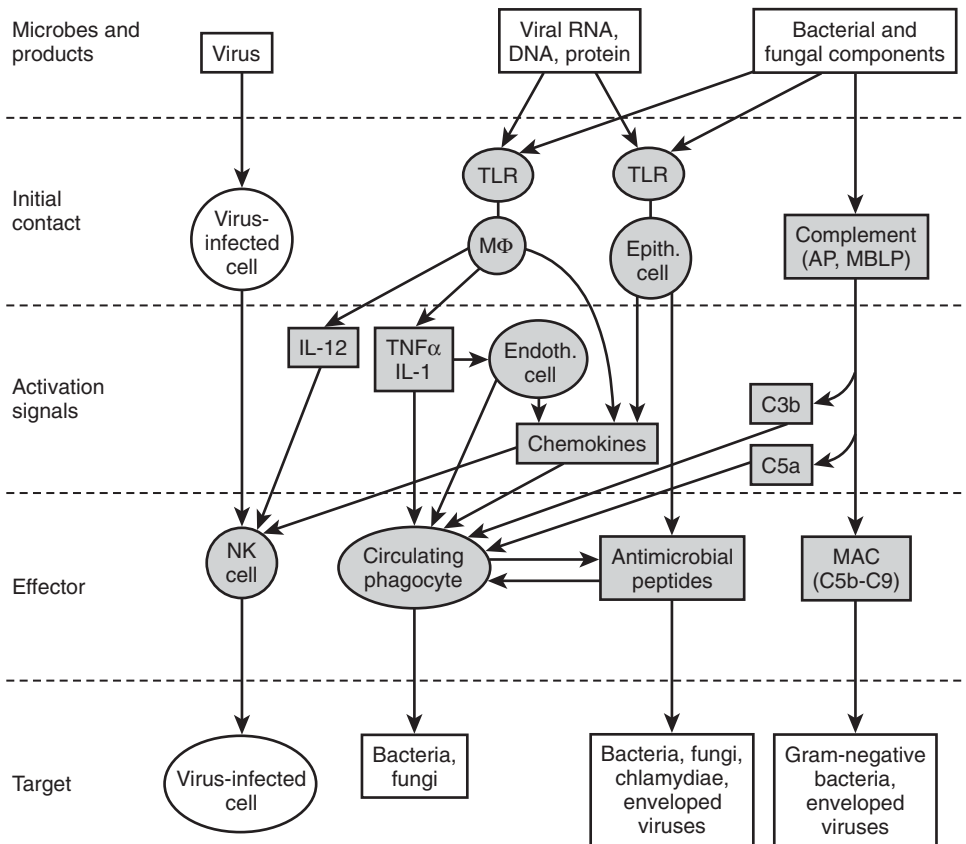 Microbes and
products
Virus
Viral RNA,
DNA, protein
Bacterial and
fungal components
Initial
contact
Virus-
infected
cell
TLR
MΦ
TLR
Epith.
cell
Complement
(AP, MBLP)
Activation
signals
IL-12
TNFα
IL-1
Endoth.
cell
Chemokines
C3b
C5a
Effector
NK
cell
Circulating
phagocyte
Antimicrobial
peptides
MAC
(C5b-C9)
Target
Virus-infected
cell
Bacteria,
fungi
Bacteria, fungi,
chlamydiae,
enveloped
viruses
Gram-negative
bacteria,
enveloped
viruses